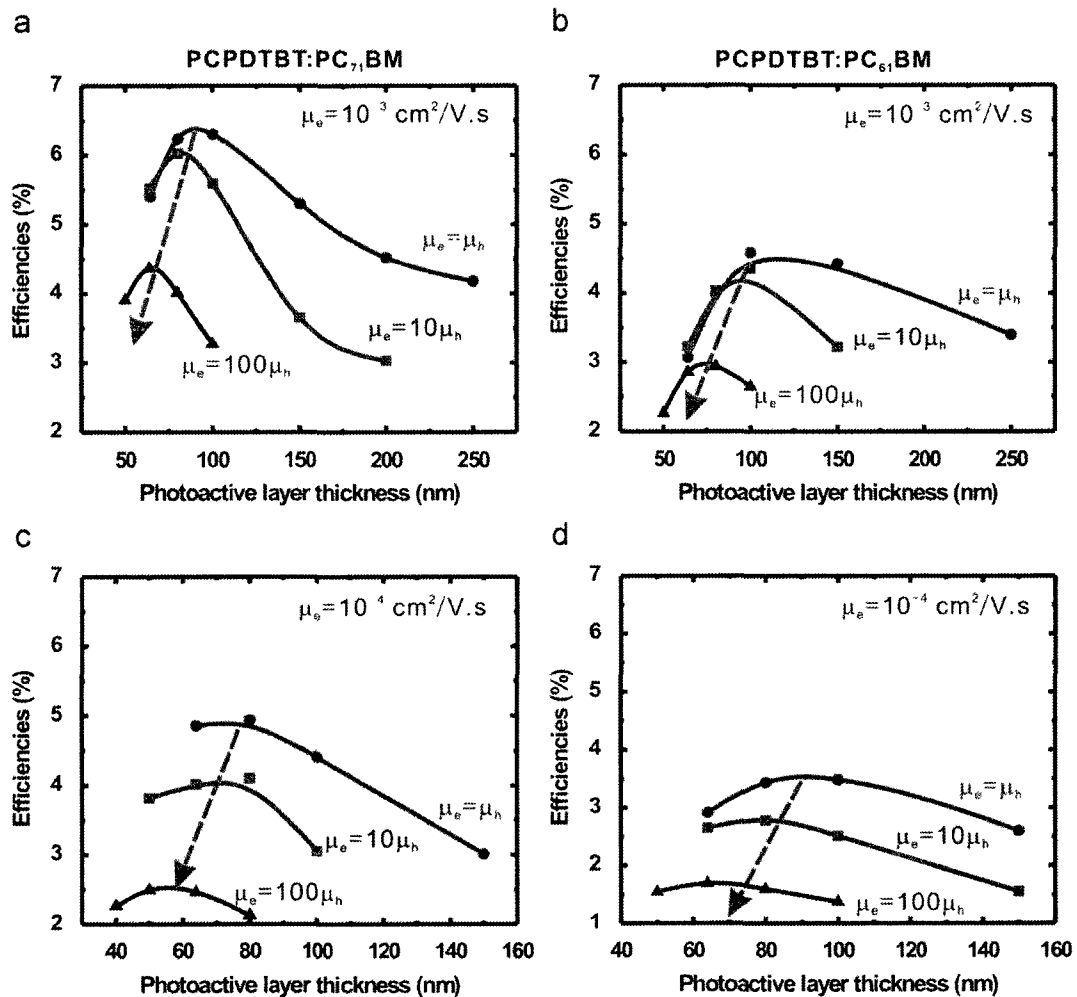 a
PCPDTBT:PC₇₁BM
μₑ=10 ³ cm²/V.s
μₑ=μₕ
μₑ=10μₕ
μₑ=100μₕ
Efficiencies (%)
7
6
5
4
3
2
50 100 150 200 250
Photoactive layer thickness (nm)
b
PCPDTBT:PC₆₁BM
μₑ=10 ³ cm²/V.s
μₑ=μₕ
μₑ=10μₕ
μₑ=100μₕ
Efficiencies (%)
7
6
5
4
3
2
50 100 150 200 250
Photoactive layer thickness (nm)
c
μₑ=10 ⁴ cm²/V.s
μₑ=μₕ
μₑ=10μₕ
μₑ=100μₕ
Efficiencies (%)
7
6
5
4
3
2
40 60 80 100 120 140 160
Photoactive layer thickness (nm)
d
μₑ=10⁻⁴ cm²/V.s
μₑ=μₕ
μₑ=10μₕ
μₑ=100μₕ
Efficiencies (%)
7
6
5
4
3
2
1
40 60 80 100 120 140 160
Photoactive layer thickness (nm)